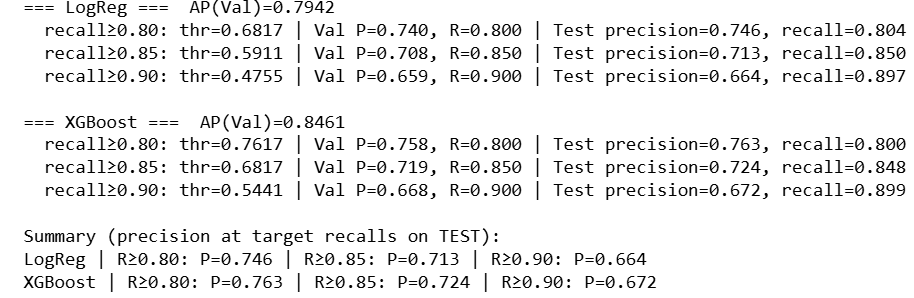 === LogReg ===  AP(Val)=0.7942
  recall≥0.80: thr=0.6817 | Val P=0.740, R=0.800 | Test precision=0.746, recall=0.804
  recall≥0.85: thr=0.5911 | Val P=0.708, R=0.850 | Test precision=0.713, recall=0.850
  recall≥0.90: thr=0.4755 | Val P=0.659, R=0.900 | Test precision=0.664, recall=0.897

=== XGBoost ===  AP(Val)=0.8461
  recall≥0.80: thr=0.7617 | Val P=0.758, R=0.800 | Test precision=0.763, recall=0.800
  recall≥0.85: thr=0.6817 | Val P=0.719, R=0.850 | Test precision=0.724, recall=0.848
  recall≥0.90: thr=0.5441 | Val P=0.668, R=0.900 | Test precision=0.672, recall=0.899

Summary (precision at target recalls on TEST):
LogReg | R≥0.80: P=0.746 | R≥0.85: P=0.713 | R≥0.90: P=0.664
XGBoost | R≥0.80: P=0.763 | R≥0.85: P=0.724 | R≥0.90: P=0.672